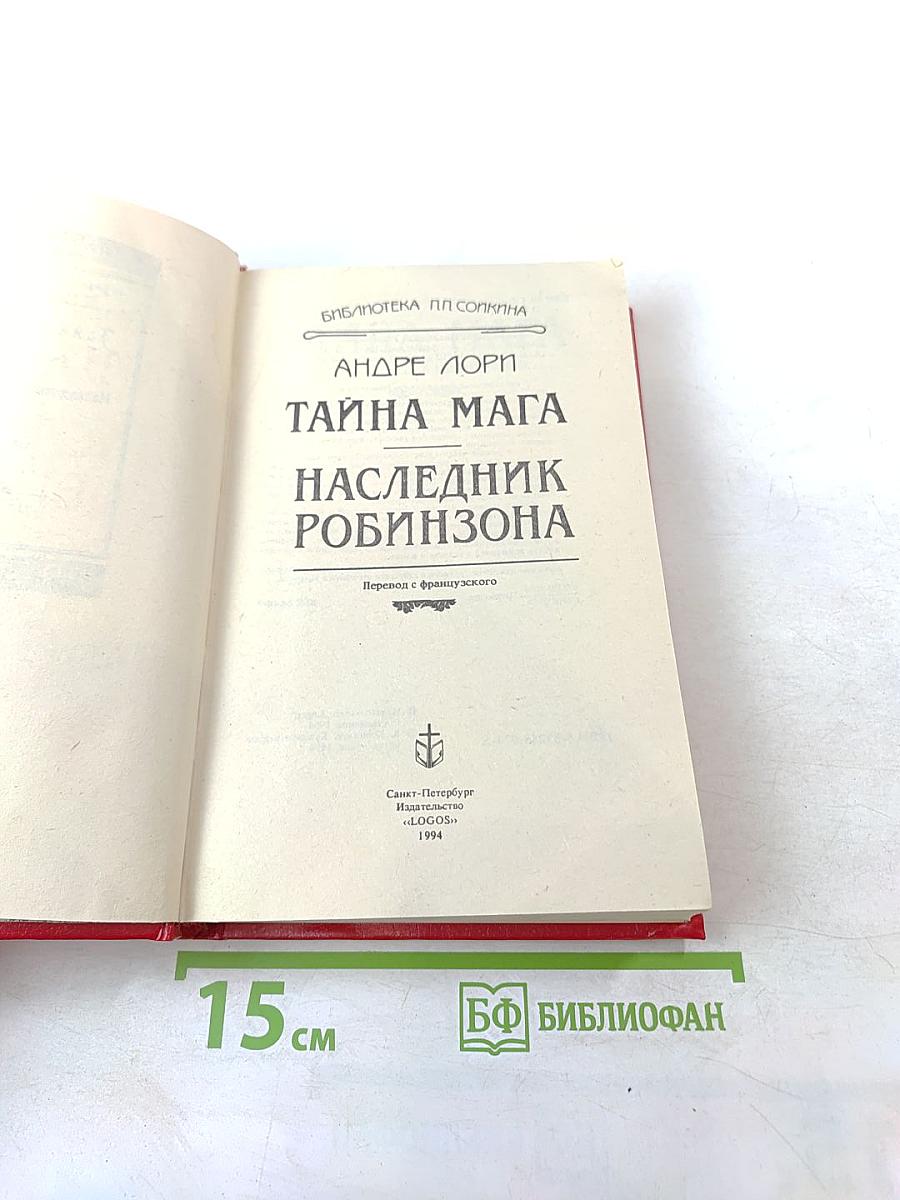 БИБЛИОТЕКА П.П. СОЙКИНА
АНДРЕ ЛОРИ
ТАЙНА МАГА
НАСЛЕДНИК
РОБИНЗОНА
Перевод с французского
Санкт-Петербург
Издательство
‹‹LOGOS››
1994
15 см
БФ БИБЛИОФАН